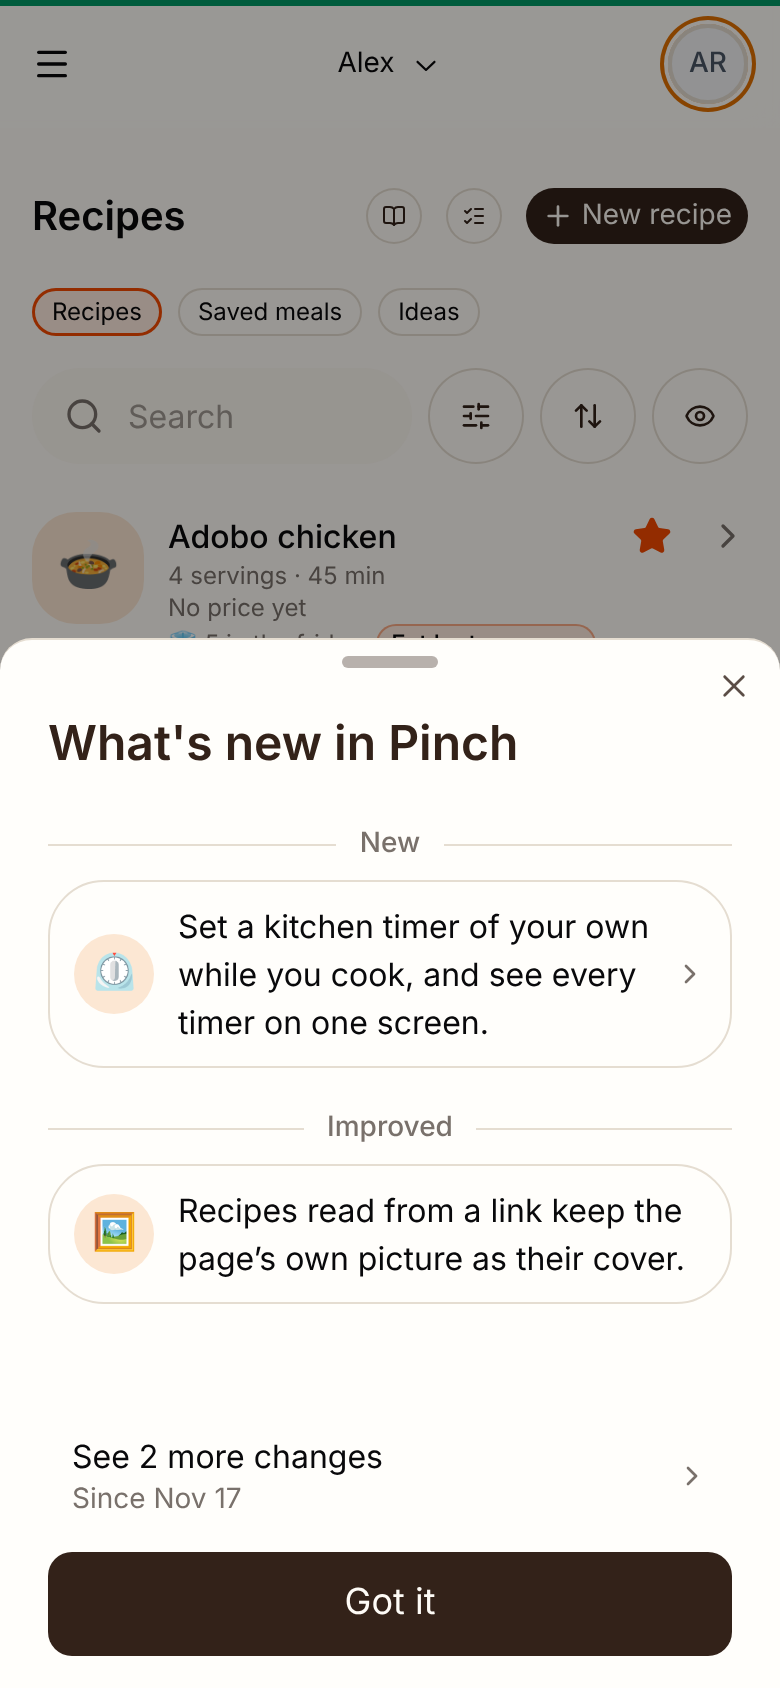 Alex
AR
Recipes
New recipe
Recipes
Saved meals
Ideas
Search
Adobo chicken
4 servings · 45 min
No price yet
What's new in Pinch
New
Set a kitchen timer of your own
while you cook, and see every
timer on one screen.
Improved
Recipes read from a link keep the
page’s own picture as their cover.
See 2 more changes
Since Nov 17
Got it